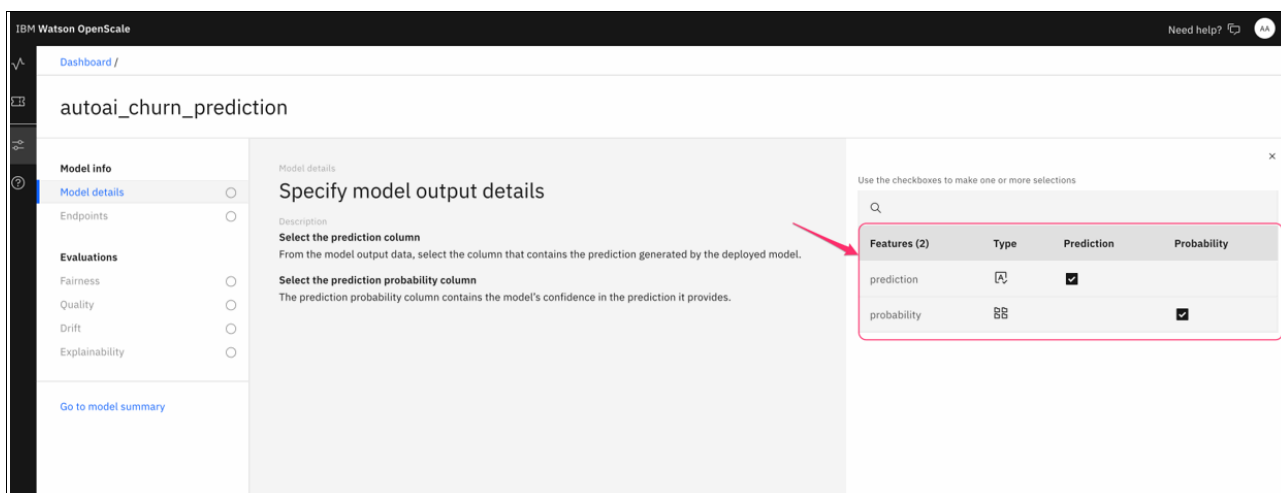 IBM Watson OpenScale
Need help?
AA
Dashboard /
autoai_churn_prediction
Model info
Model details
Endpoints
Evaluations
Fairness
Quality
Drift
Explainability
Go to model summary
Model details
Specify model output details
Description
Select the prediction column
From the model output data, select the column that contains the prediction generated by the deployed model.
Select the prediction probability column
The prediction probability column contains the model's confidence in the prediction it provides.
Use the checkboxes to make one or more selections
Features (2) Type Prediction Probability
prediction
probability